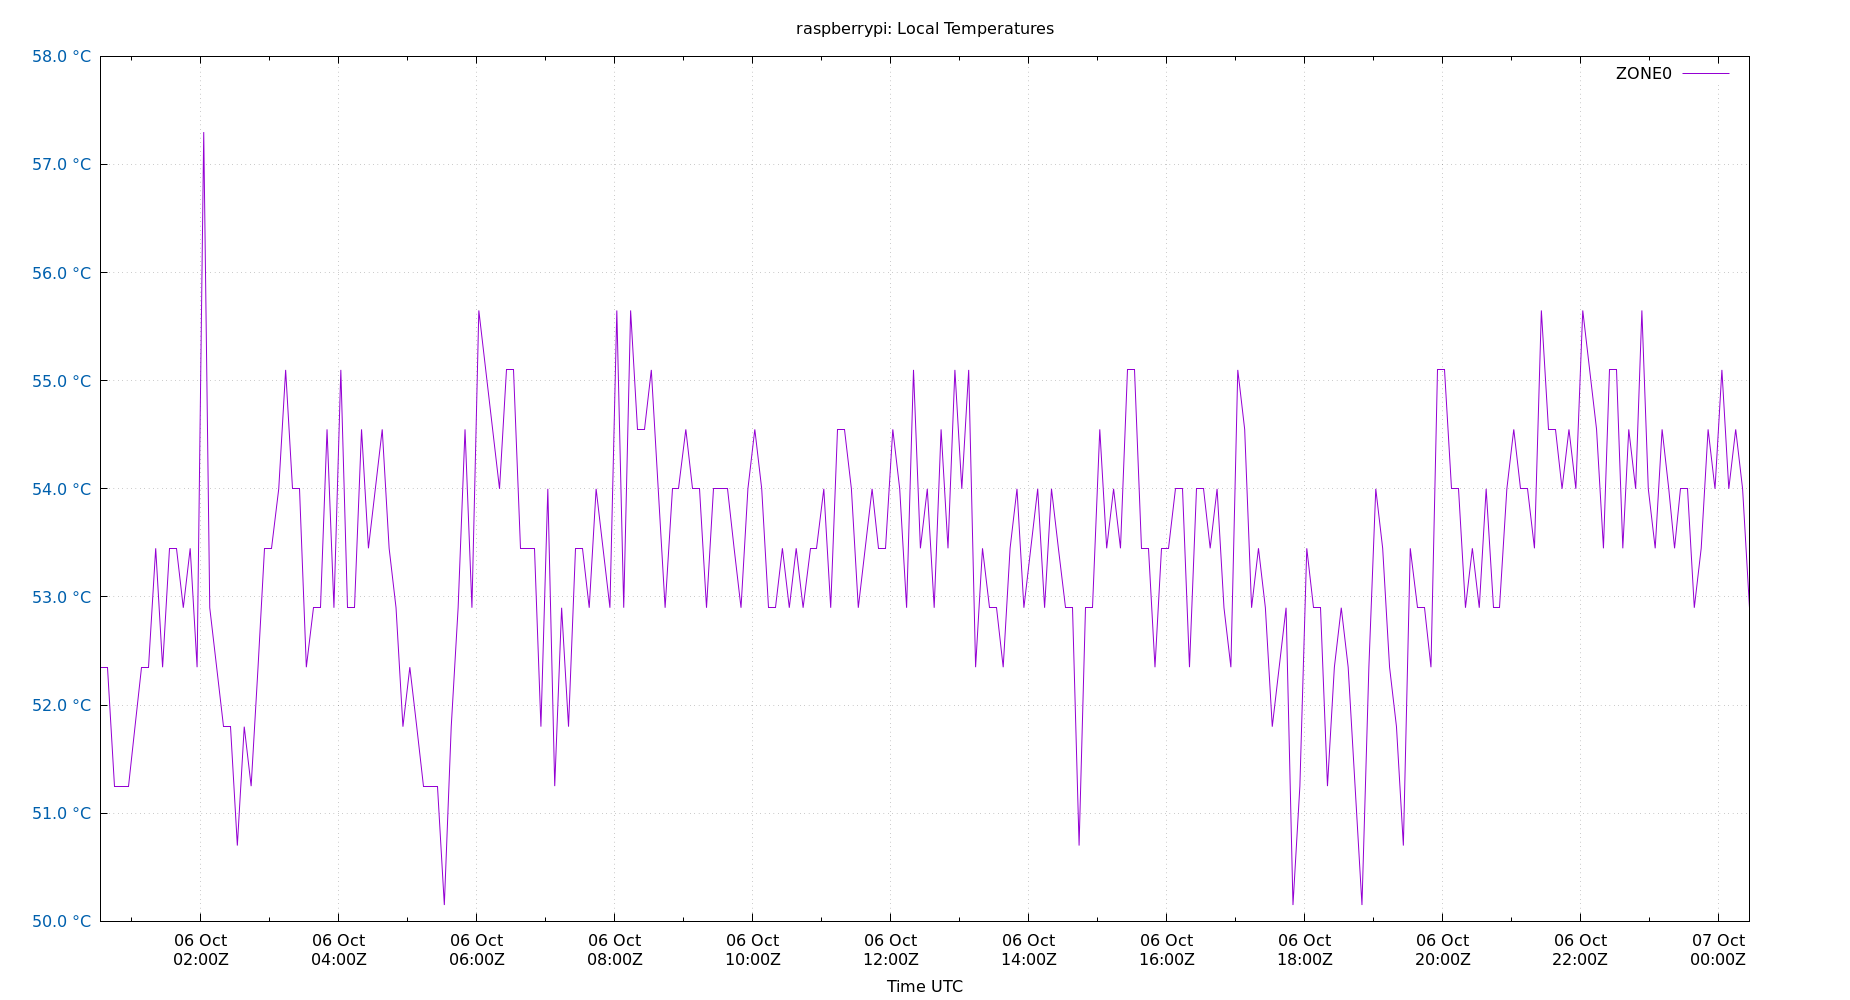 raspberrypi: Local Temperatures
58.0 °C
ZONE0
57.0 °C
56.0 °C
55.0 °C
54.0 °C
53.0 °C
52.0 °C
51.0 °C
50.0 °C
06 Oct 06 Oct 06 Oct 06 Oct 06 Oct 06 Oct 06 Oct 06 Oct 06 Oct 06 Oct 06 Oct 07 Oct
02:00Z 04:00Z 06:00Z 08:00Z 10:00Z 12:00Z 14:00Z 16:00Z 18:00Z 20:00Z 22:00Z 00:00Z
Time UTC